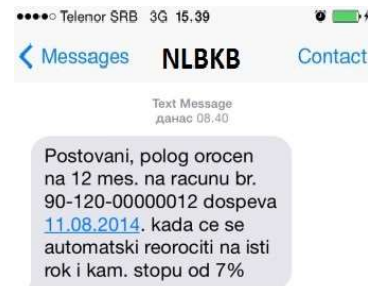 Telenor SRB 3G 15.39
Messages NLBKB Contact
Text Message
данас 08.40
Postovani, polog orocen
na 12 mes. na racunu br.
90-120-00000012 dospeva
11.08.2014. kada ce se
automatski reorociti na isti
rok i kam. stopu od 7%